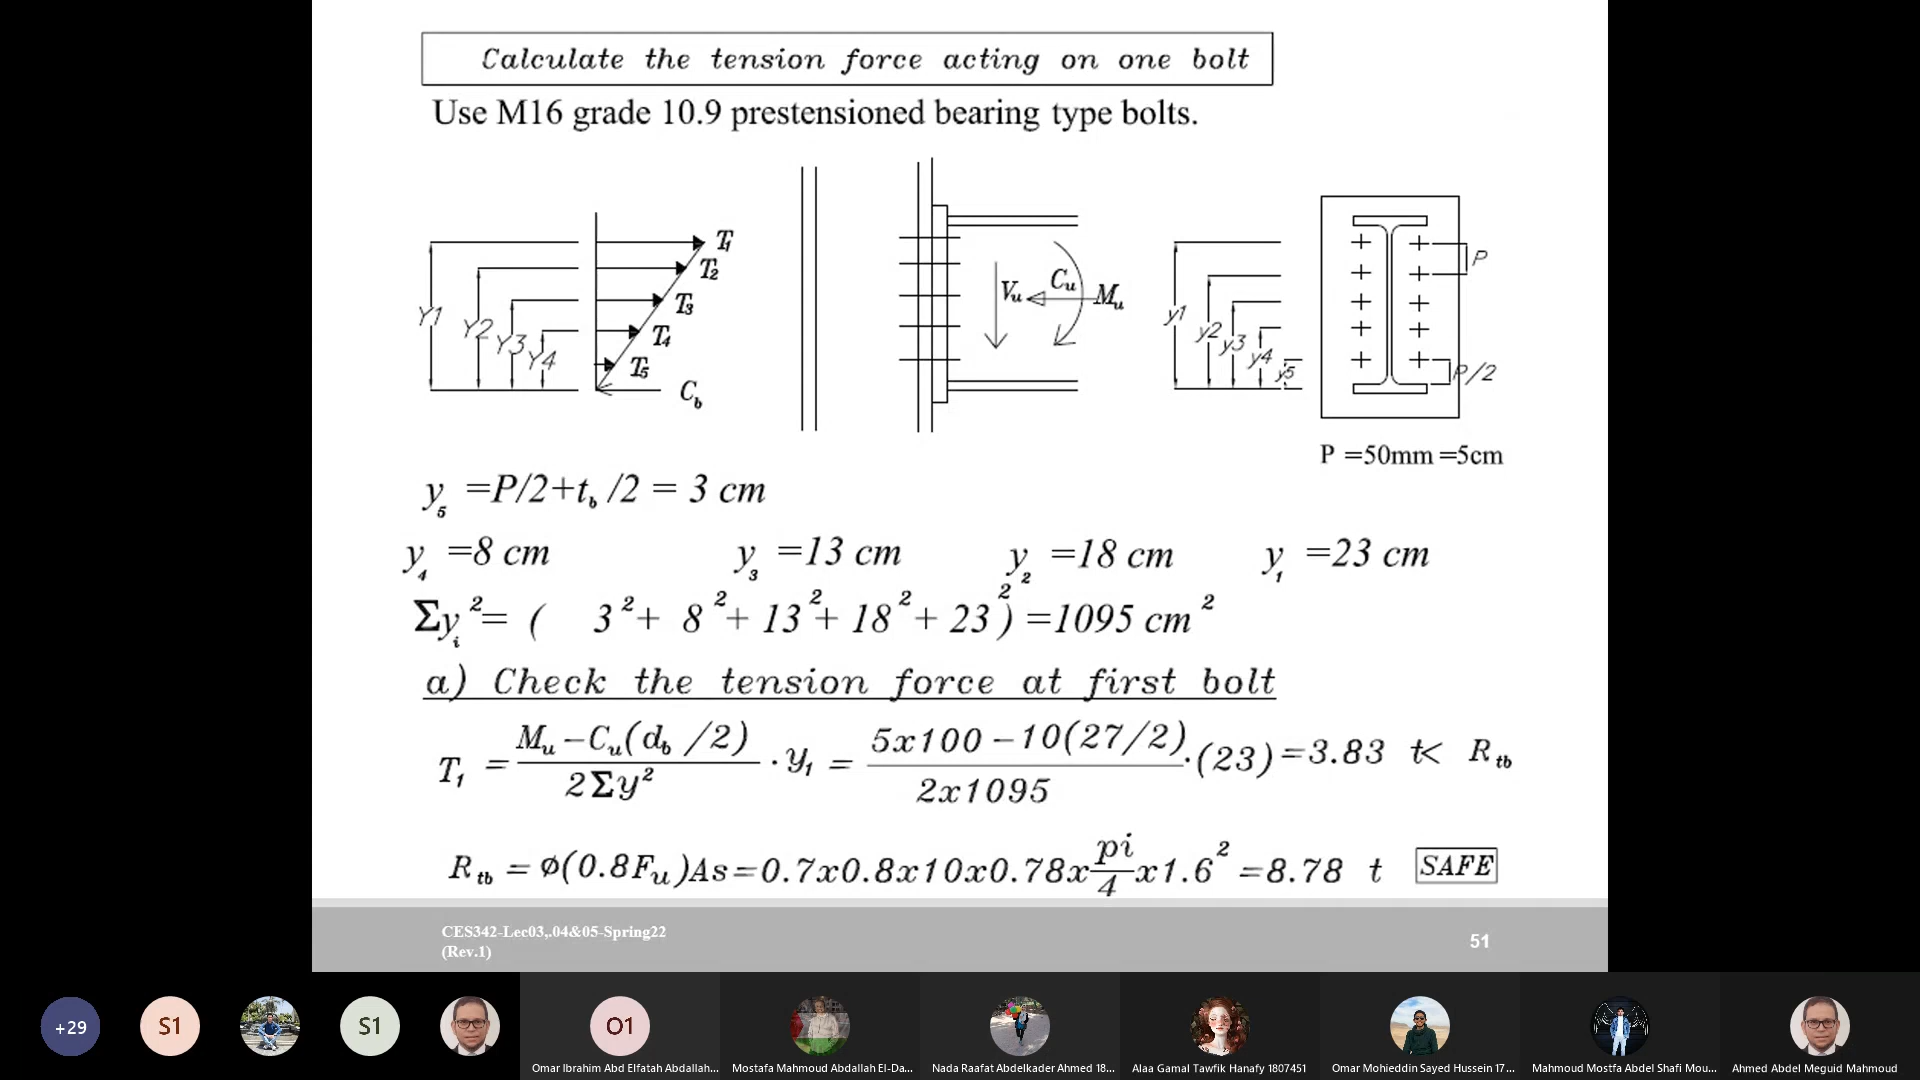 Calculate the tension force acting on one bolt
Use M16 grade 10.9 prestensioned bearing type bolts.
Y1 Y2 Y3 Y4
T1
T2
T3
T4
T5
Cb
Vu Cu Mu
y1 y2 y3 y4 y5
P
P/2
P =50mm =5cm
y5 =P/2+tb /2 = 3 cm
y4 =8 cm y3 =13 cm y2 =18 cm y1 =23 cm
Σyi²= ( 3²+ 8²+ 13²+ 18²+ 23²) =1095 cm²
a) Check the tension force at first bolt
T1 = (Mu -Cu(db /2))/(2Σy²) · y1 = (5x100 -10(27/2))/(2x1095) ·(23)=3.83 t< Rtb
Rtb = ø(0.8Fu)As=0.7x0.8x10x0.78x pi/4 x1.6² =8.78 t SAFE
CES342-Lec03,.04&05-Spring22
(Rev.1)
51
+29 S1 S1 O1
Omar Ibrahim Abd Elfatah Abdallah... Mostafa Mahmoud Abdallah El-Da... Nada Raafat Abdelkader Ahmed 18... Alaa Gamal Tawfik Hanafy 1807451 Omar Mohieddin Sayed Hussein 17... Mahmoud Mostfa Abdel Shafi Mou... Ahmed Abdel Meguid Mahmoud